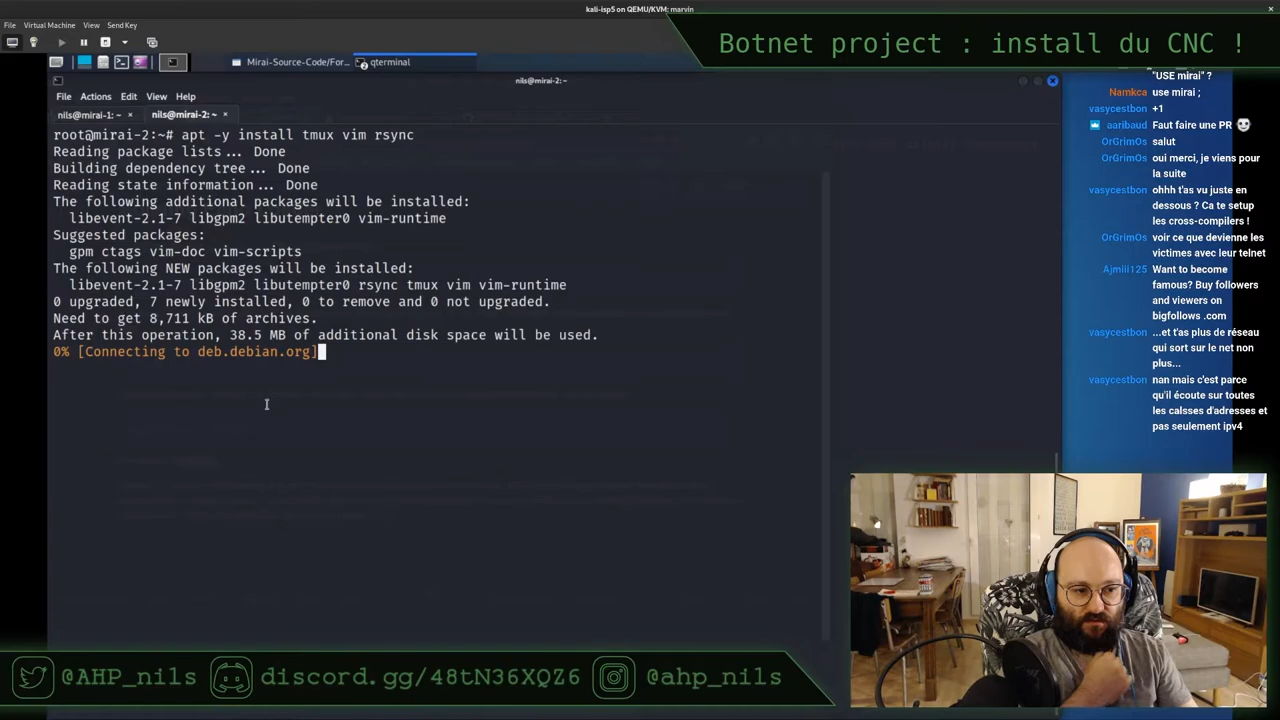 kali-isp5 on QEMU/KVM: marvin
File Virtual Machine View Send Key
Botnet project : install du CNC !
Mirai-Source-Code/For... qterminal
nils@mirai-2: ~
File Actions Edit View Help
nils@mirai-1: ~ × nils@mirai-2: ~ ×
root@mirai-2:~# apt -y install tmux vim rsync
Reading package lists... Done
Building dependency tree... Done
Reading state information... Done
The following additional packages will be installed:
libevent-2.1-7 libgpm2 libutempter0 vim-runtime
Suggested packages:
gpm ctags vim-doc vim-scripts
The following NEW packages will be installed:
libevent-2.1-7 libgpm2 libutempter0 rsync tmux vim vim-runtime
0 upgraded, 7 newly installed, 0 to remove and 0 not upgraded.
Need to get 8,711 kB of archives.
After this operation, 38.5 MB of additional disk space will be used.
0% [Connecting to deb.debian.org]
"USE mirai" ?
Namkca use mirai ;
vasycestbon +1
aaribaud Faut faire une PR
OrGrimOs salut
OrGrimOs oui merci, je viens pour
la suite
vasycestbon ohhh t'as vu juste en
dessous ? Ca te setup
les cross-compilers !
OrGrimOs voir ce que devienne les
victimes avec leur telnet
Ajmiii125 Want to become
famous? Buy followers
and viewers on
bigfollows .com
vasycestbon ...et t'as plus de réseau
qui sort sur le net non
plus...
vasycestbon nan mais c'est parce
qu'il écoute sur toutes
les calsses d'adresses et
pas seulement ipv4
@AHP_nils discord.gg/48tN36XQZ6 @ahp_nils